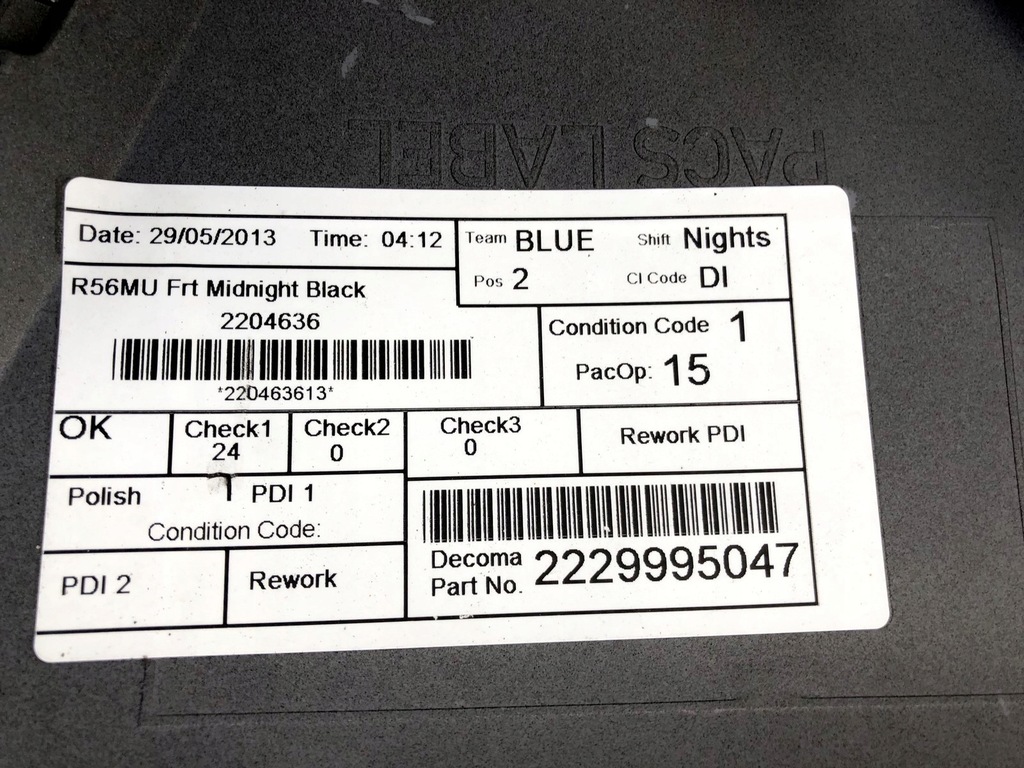 PACS LABEL
Date: 29/05/2013 Time: 04:12
Team BLUE Shift Nights
Pos 2 CI Code DI
R56MU Frt Midnight Black
2204636
*220463613*
Condition Code 1
PacOp: 15
OK
Check1
24
Check2
0
Check3
0
Rework PDI
Polish PDI 1
Condition Code:
PDI 2
Rework
Decoma
Part No. 2229995047